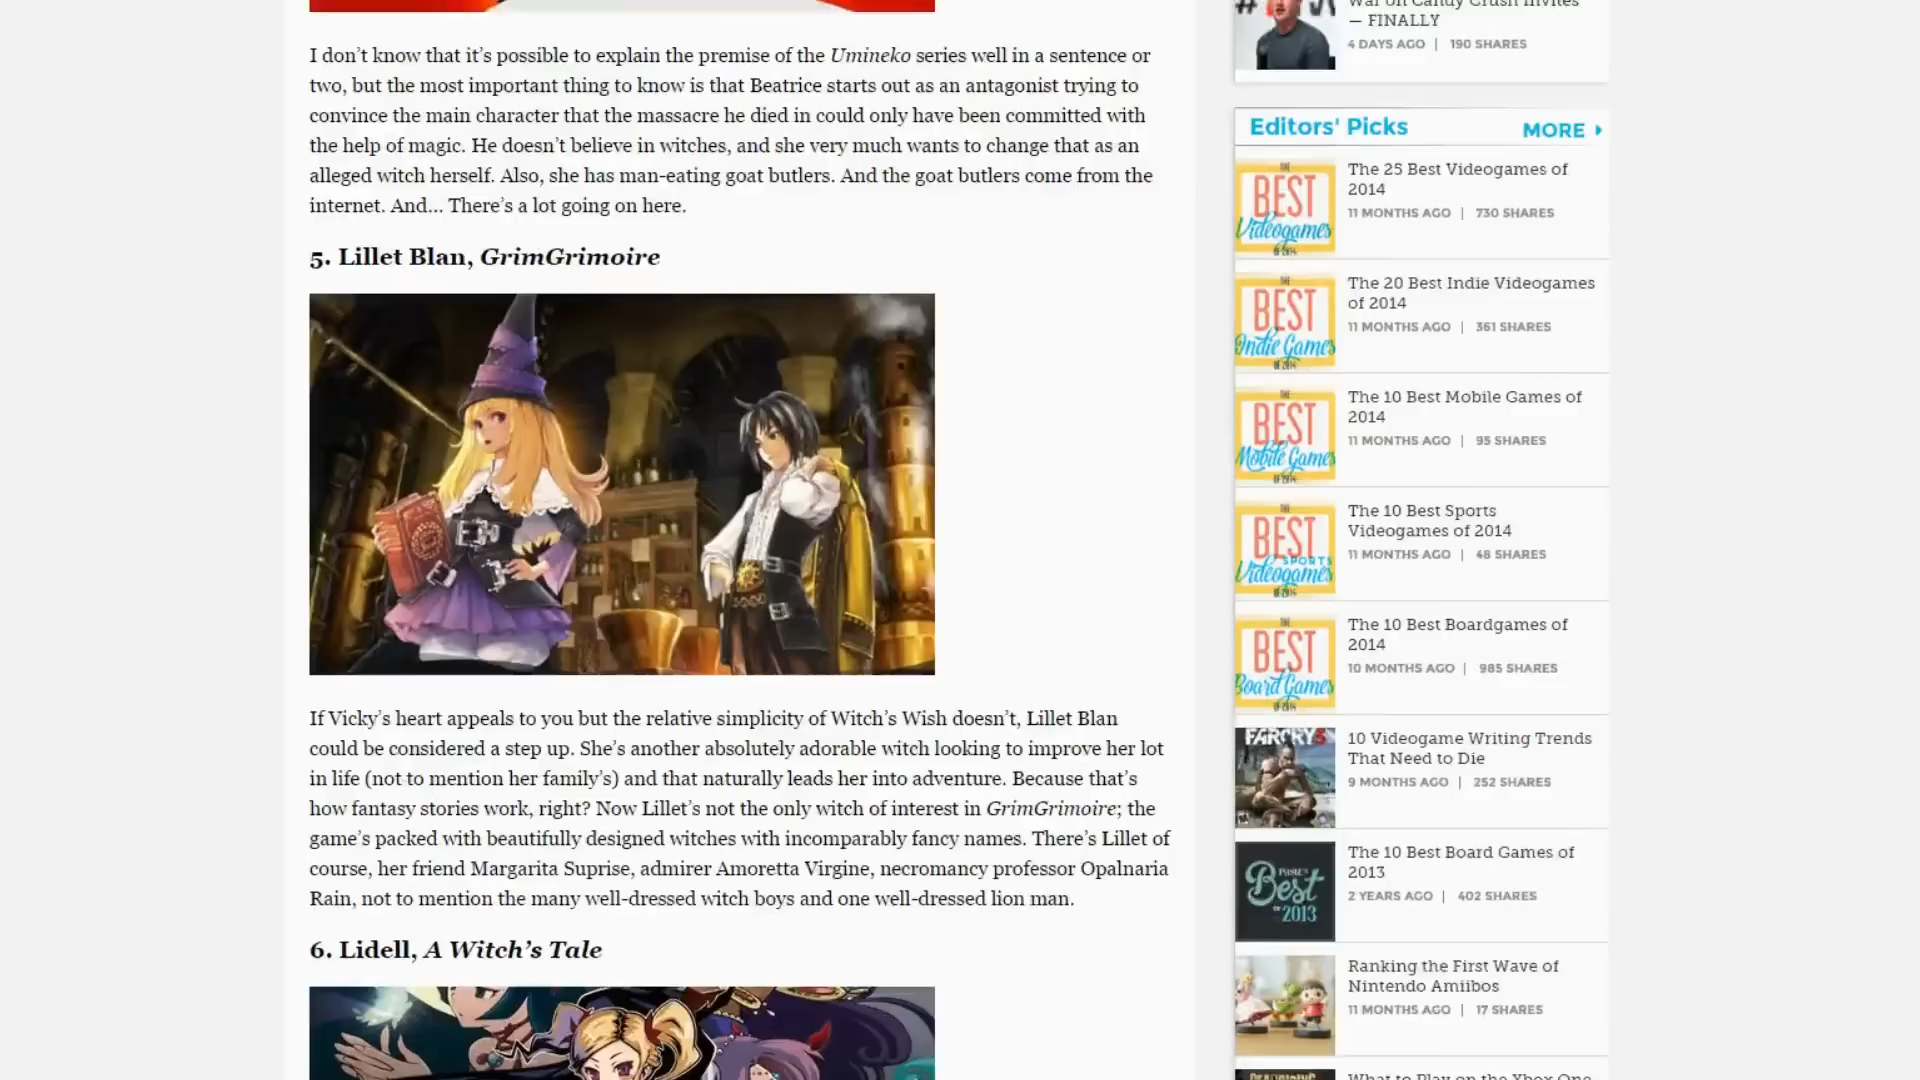 I don’t know that it’s possible to explain the premise of the Umineko series well in a sentence or
two, but the most important thing to know is that Beatrice starts out as an antagonist trying to
convince the main character that the massacre he died in could only have been committed with
the help of magic. He doesn’t believe in witches, and she very much wants to change that as an
alleged witch herself. Also, she has man-eating goat butlers. And the goat butlers come from the
internet. And… There’s a lot going on here.
5. Lillet Blan, GrimGrimoire
If Vicky’s heart appeals to you but the relative simplicity of Witch’s Wish doesn’t, Lillet Blan
could be considered a step up. She’s another absolutely adorable witch looking to improve her lot
in life (not to mention her family’s) and that naturally leads her into adventure. Because that’s
how fantasy stories work, right? Now Lillet’s not the only witch of interest in GrimGrimoire; the
game’s packed with beautifully designed witches with incomparably fancy names. There’s Lillet of
course, her friend Margarita Suprise, admirer Amoretta Virgine, necromancy professor Opalnaria
Rain, not to mention the many well-dressed witch boys and one well-dressed lion man.
6. Lidell, A Witch’s Tale
War On Candy Crush Invites
— FINALLY
4 DAYS AGO | 190 SHARES
Editors' Picks MORE
THE
BEST
Videogames
OF 2014
The 25 Best Videogames of
2014
11 MONTHS AGO | 730 SHARES
THE
BEST
Indie Games
OF 2014
The 20 Best Indie Videogames
of 2014
11 MONTHS AGO | 361 SHARES
THE
BEST
Mobile Games
OF 2014
The 10 Best Mobile Games of
2014
11 MONTHS AGO | 95 SHARES
THE
BEST
SPORTS
Videogames
OF 2014
The 10 Best Sports
Videogames of 2014
11 MONTHS AGO | 48 SHARES
THE
BEST
Board Games
OF 2014
The 10 Best Boardgames of
2014
10 MONTHS AGO | 985 SHARES
FARCRY3
10 Videogame Writing Trends
That Need to Die
9 MONTHS AGO | 252 SHARES
PASTE'S
Best
OF 2013
The 10 Best Board Games of
2013
2 YEARS AGO | 402 SHARES
Ranking the First Wave of
Nintendo Amiibos
11 MONTHS AGO | 17 SHARES
What to Play on the Xbox One